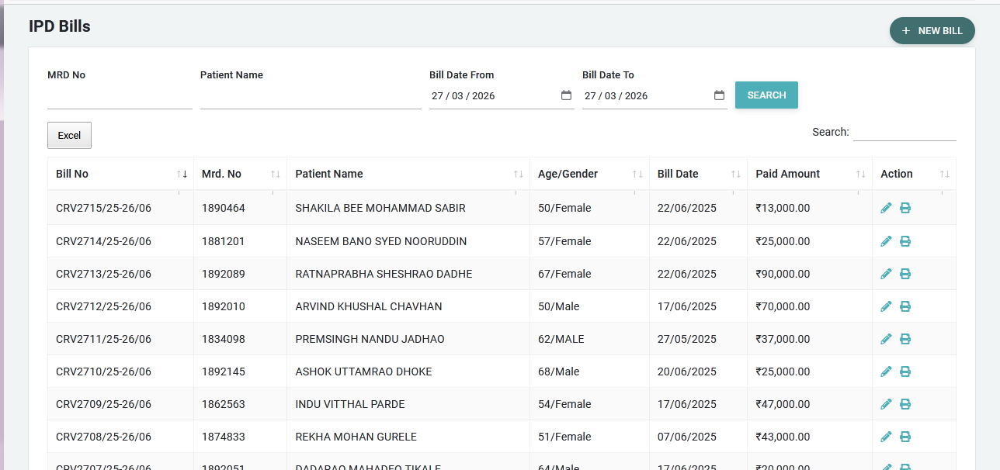 IPD Bills
+ NEW BILL
MRD No Patient Name Bill Date From Bill Date To
27 / 03 / 2026 27 / 03 / 2026 SEARCH
Excel Search:
Bill No Mrd. No Patient Name Age/Gender Bill Date Paid Amount Action
CRV2715/25-26/06 1890464 SHAKILA BEE MOHAMMAD SABIR 50/Female 22/06/2025 ₹13,000.00
CRV2714/25-26/06 1881201 NASEEM BANO SYED NOORUDDIN 57/Female 22/06/2025 ₹25,000.00
CRV2713/25-26/06 1892089 RATNAPRABHA SHESHRAO DADHE 67/Female 22/06/2025 ₹90,000.00
CRV2712/25-26/06 1892010 ARVIND KHUSHAL CHAVHAN 50/Male 17/06/2025 ₹70,000.00
CRV2711/25-26/06 1834098 PREMSINGH NANDU JADHAO 62/MALE 27/05/2025 ₹37,000.00
CRV2710/25-26/06 1892145 ASHOK UTTAMRAO DHOKE 68/Male 20/06/2025 ₹25,000.00
CRV2709/25-26/06 1862563 INDU VITTHAL PARDE 54/Female 17/06/2025 ₹47,000.00
CRV2708/25-26/06 1874833 REKHA MOHAN GURELE 51/Female 07/06/2025 ₹43,000.00
CRV2707/25-26/06 1892051 DADARAO MAHADEO TIKALE 64/Male 17/06/2025 ₹20,000.00